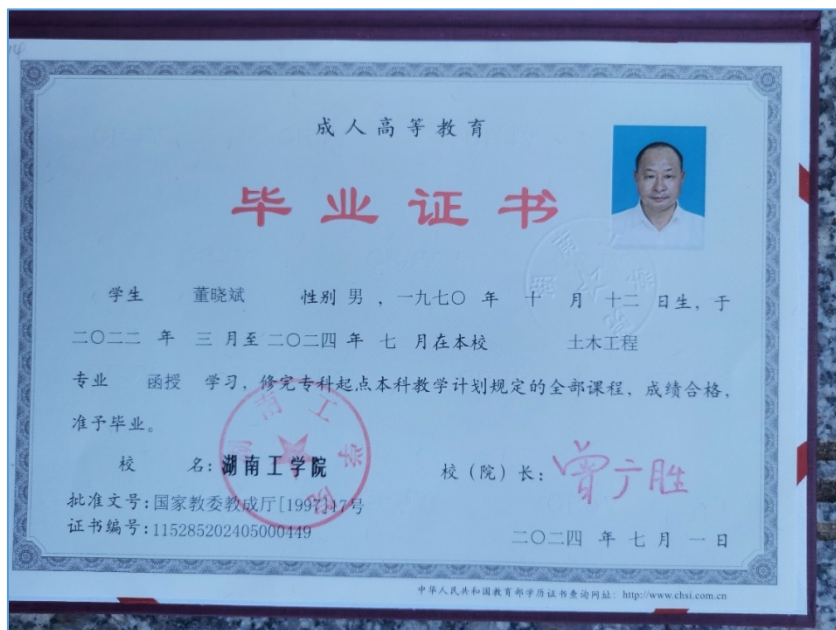 成人高等教育
毕业证书
学生 董晓斌 性别 男 ，一九七〇 年 十 月 十二 日生，于
二〇二二 年 三 月至 二〇二四 年 七 月在本校 土木工程
专业 函授 学习，修完专科起点本科教学计划规定的全部课程，成绩合格，
准予毕业。
校 名：湖南工学院
校（院）长：曾广胜
批准文号：国家教委教成厅[1997]17号
证书编号：115285202405000449
二〇二四 年 七 月 一 日
中华人民共和国教育部学历证书查询网址：http://www.chsi.com.cn
湖南工学院